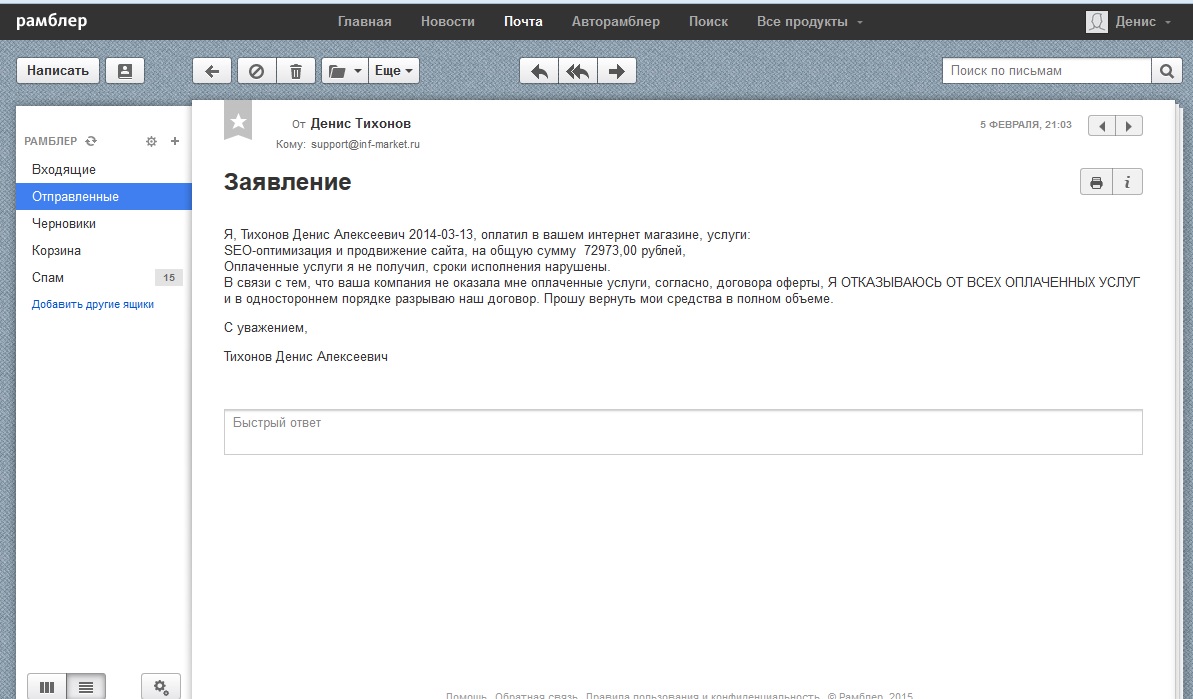 рамблер
Главная Новости Почта Авторамблер Поиск Все продукты Денис
Написать Еще Поиск по письмам
РАМБЛЕР
Входящие
Отправленные
Черновики
Корзина
Спам 15
Добавить другие ящики
От Денис Тихонов 5 ФЕВРАЛЯ, 21:03
Кому: support@inf-market.ru
Заявление
Я, Тихонов Денис Алексеевич 2014-03-13, оплатил в вашем интернет магазине, услуги:
SEO-оптимизация и продвижение сайта, на общую сумму 72973,00 рублей,
Оплаченные услуги я не получил, сроки исполнения нарушены.
В связи с тем, что ваша компания не оказала мне оплаченные услуги, согласно, договора оферты, Я ОТКАЗЫВАЮСЬ ОТ ВСЕХ ОПЛАЧЕННЫХ УСЛУГ
и в одностороннем порядке разрываю наш договор. Прошу вернуть мои средства в полном объеме.
С уважением,
Тихонов Денис Алексеевич
Быстрый ответ
Помощь Обратная связь Правила пользования и конфиденциальность © Рамблер, 2015